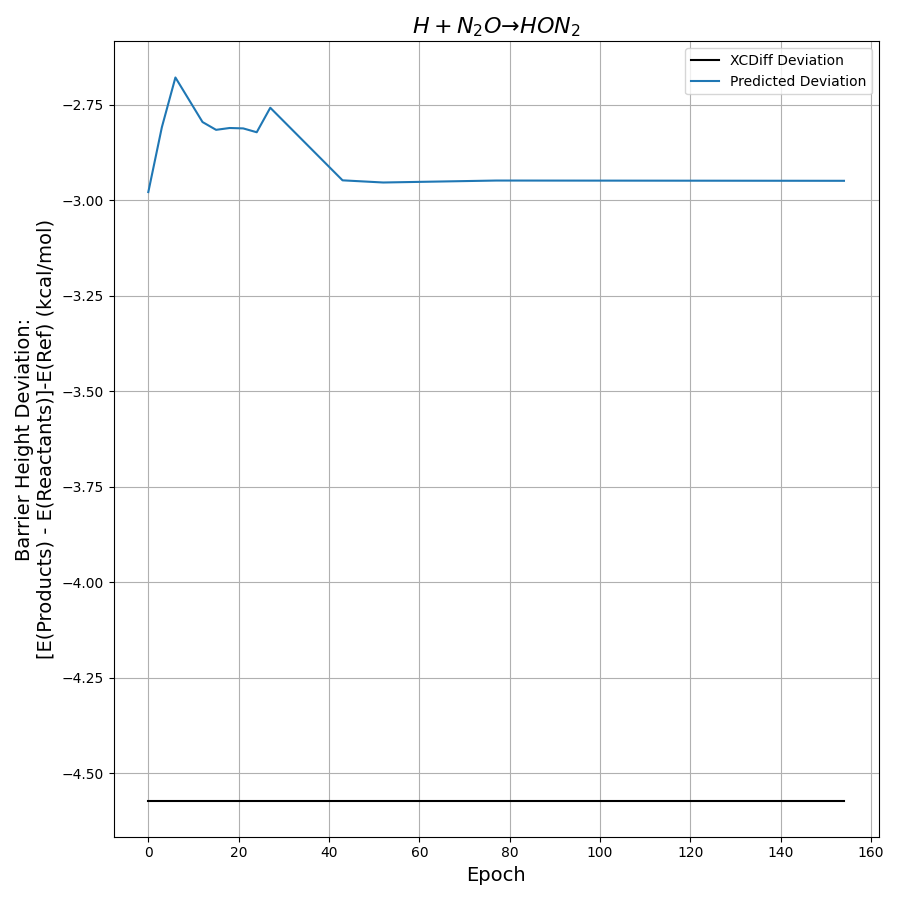 H + N₂O→HON₂
XCDiff Deviation
Predicted Deviation
Barrier Height Deviation:
[E(Products) - E(Reactants)]-E(Ref) (kcal/mol)
−2.75
−3.00
−3.25
−3.50
−3.75
−4.00
−4.25
−4.50
0 20 40 60 80 100 120 140 160
Epoch